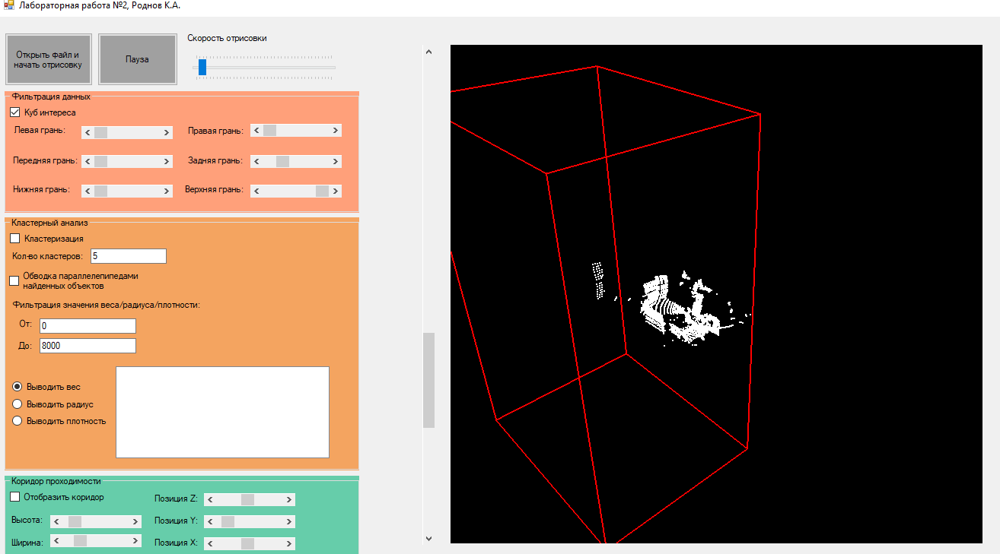 Лабораторная работа №2, Роднов К.А.
Открыть файл и
начать отрисовку
Пауза
Скорость отрисовки
Фильтрация данных
Куб интереса
Левая грань:
Правая грань:
Передняя грань:
Задняя грань:
Нижняя грань:
Верхняя грань:
Кластерный анализ
Кластеризация
Кол-во кластеров:
5
Обводка параллелепипедами
найденных объектов
Фильтрация значения веса/радиуса/плотности:
От:
0
До:
8000
Выводить вес
Выводить радиус
Выводить плотность
Коридор проходимости
Отобразить коридор
Позиция Z:
Высота:
Позиция Y:
Ширина:
Позиция X: